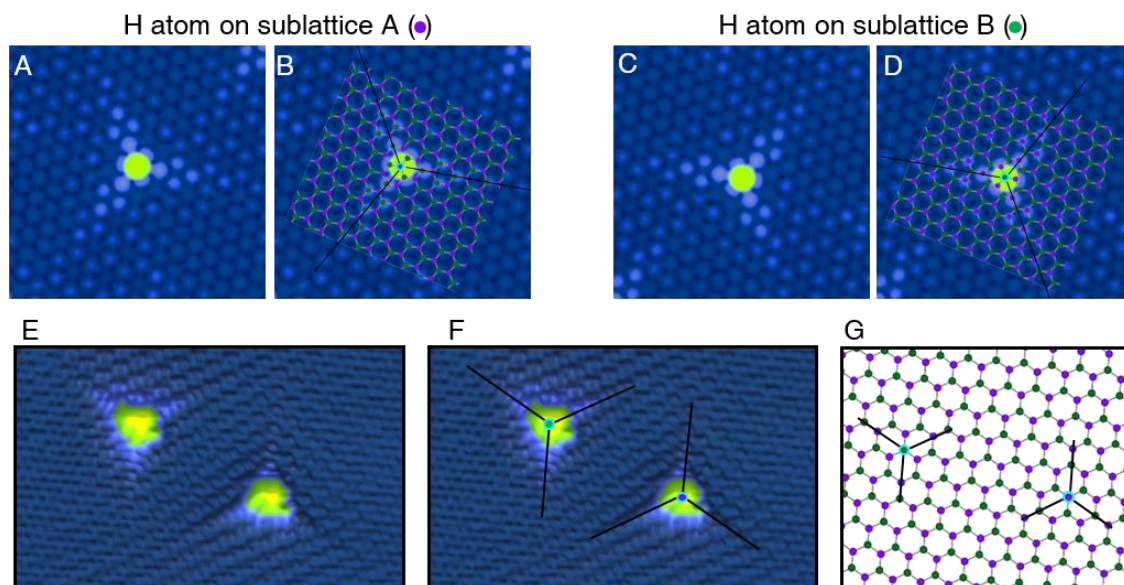 H atom on sublattice A (●)
H atom on sublattice B (●)
A
B
C
D
E
F
G